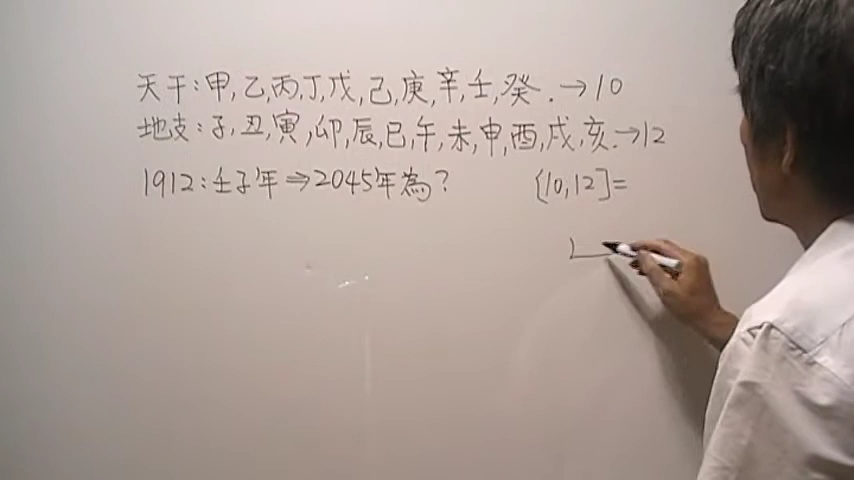 天干:甲,乙,丙,丁,戊,己,庚,辛,壬,癸.→10
地支:子,丑,寅,卯,辰,巳,午,未,申,酉,戌,亥.→12
1912:壬子年⇒2045年為? [10,12]=